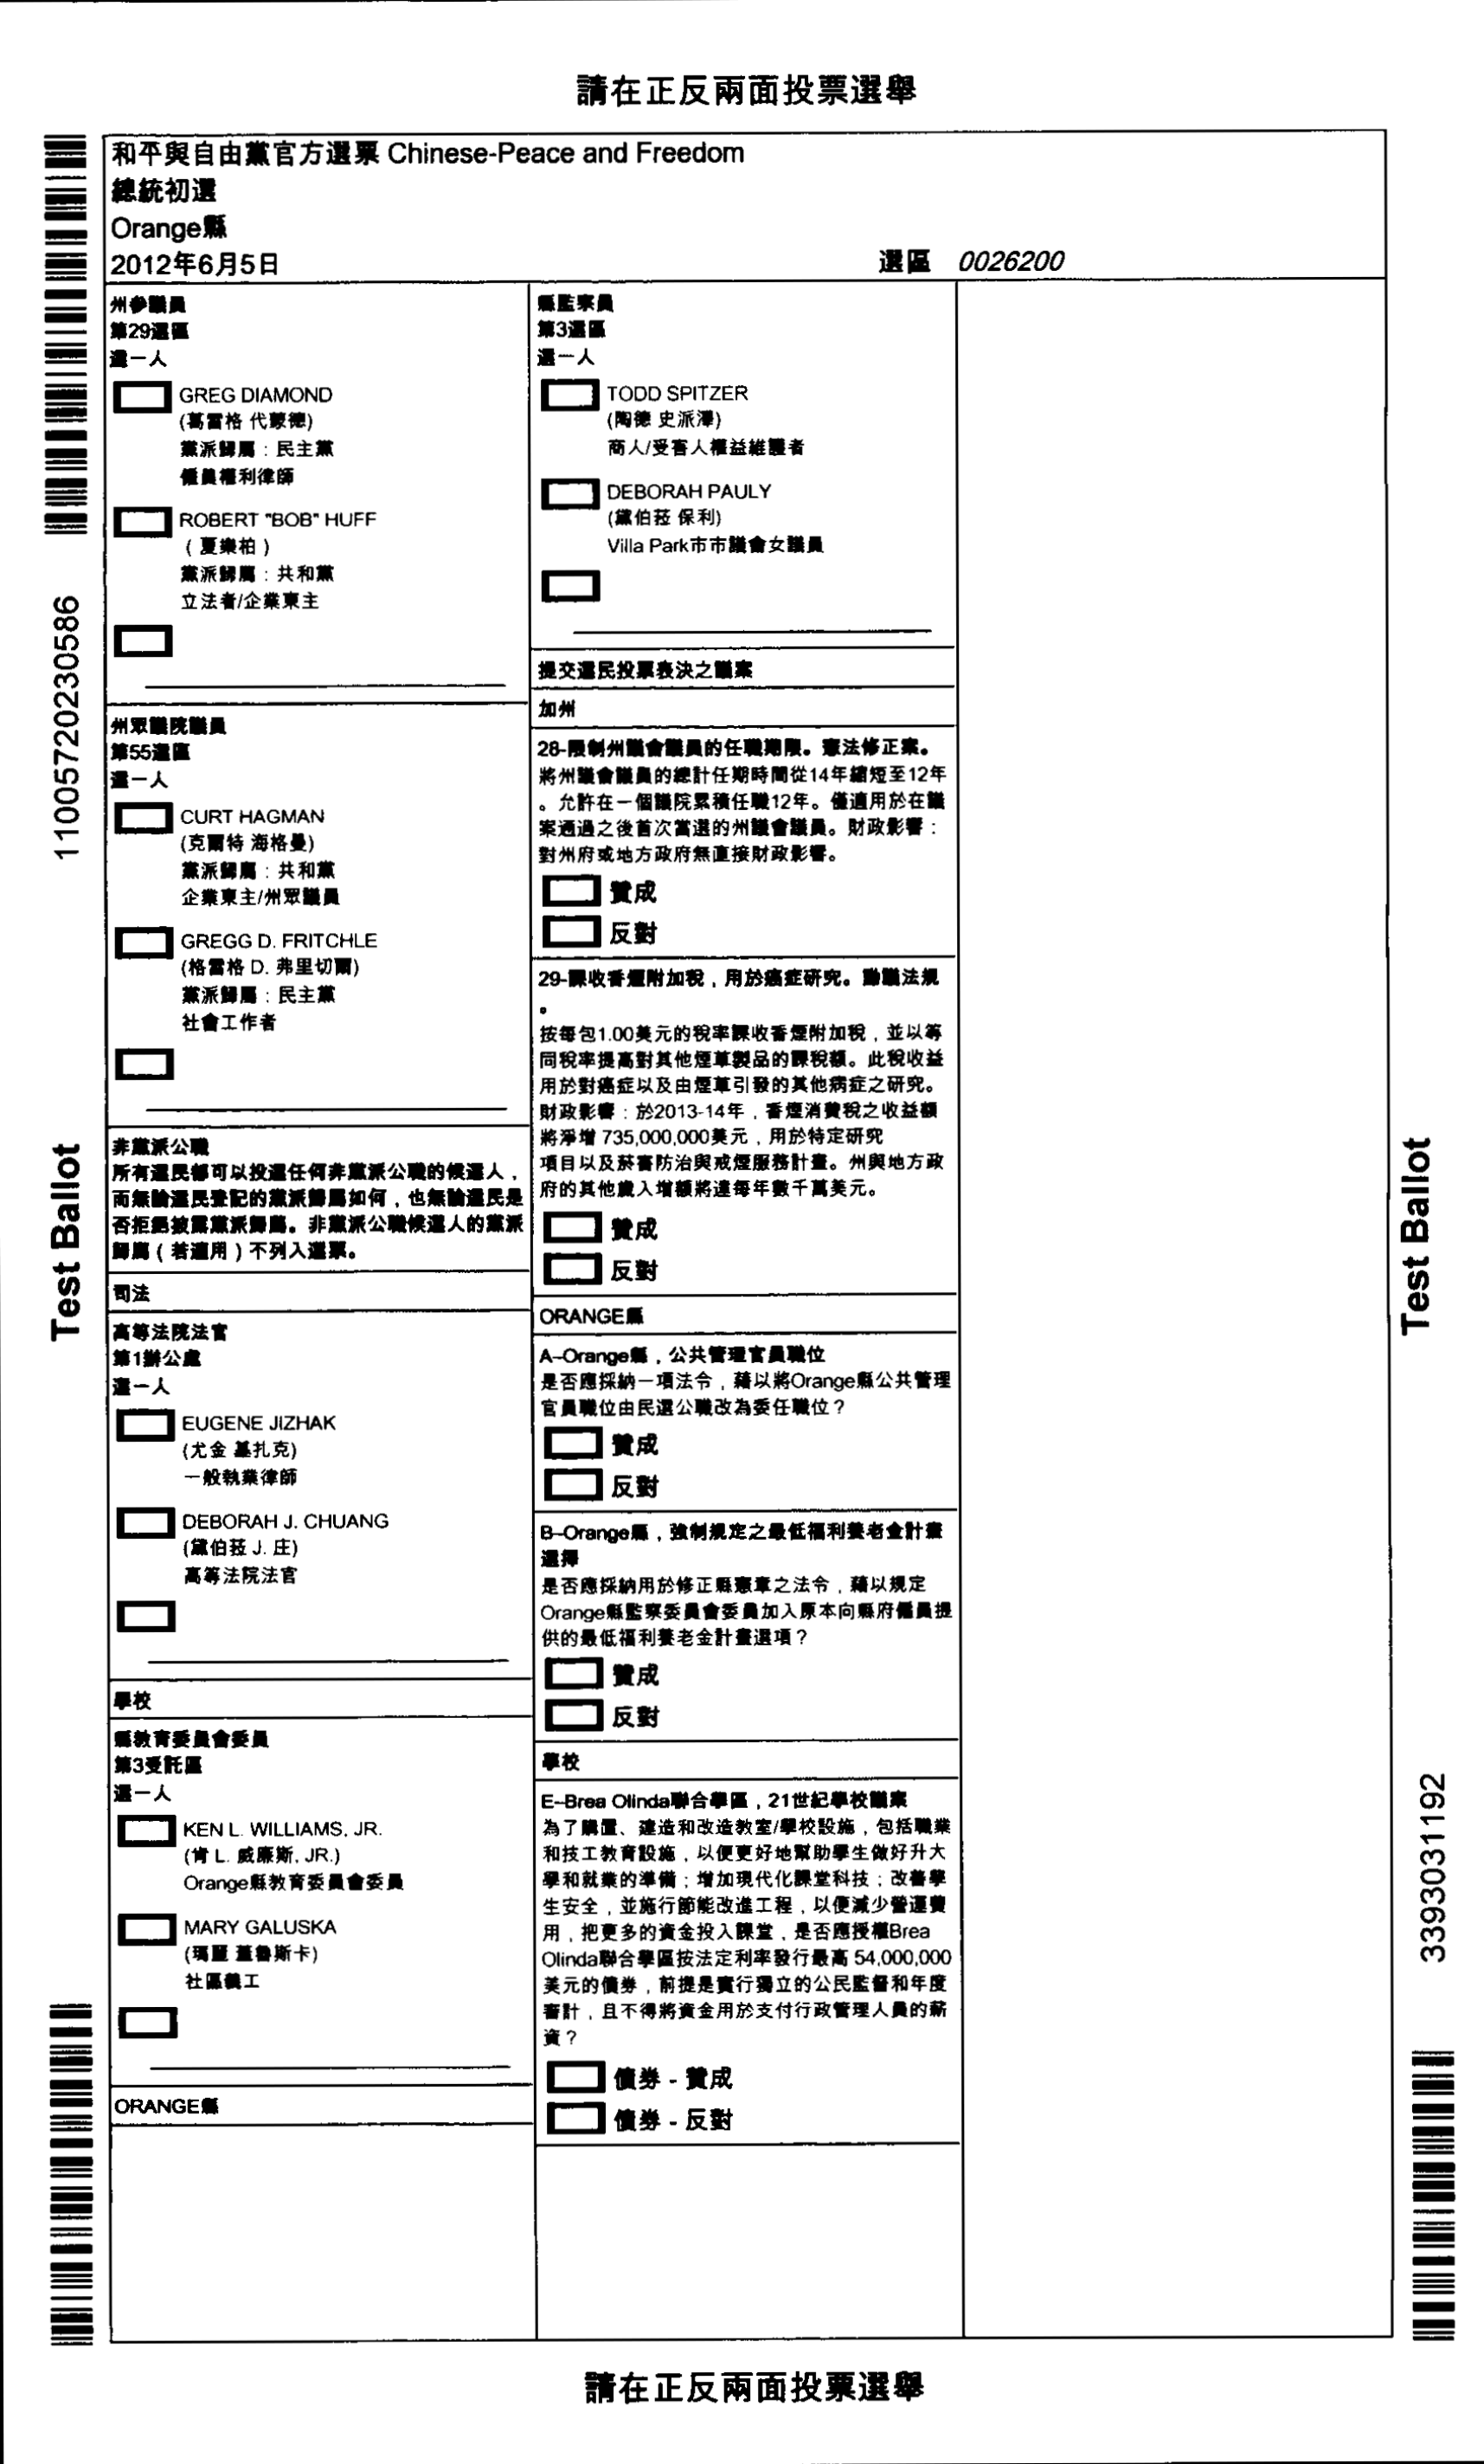 請在正反兩面投票選舉
和平與自由黨官方選票 Chinese-Peace and Freedom
總統初選
Orange縣
2012年6月5日
選區 0026200
州參議員
第29選區
選一人
GREG DIAMOND
(葛雷格 代蒙德)
黨派歸屬：民主黨
僱員權利律師
ROBERT "BOB" HUFF
( 夏樂柏 )
黨派歸屬：共和黨
立法者/企業東主
州眾議院議員
第55選區
選一人
CURT HAGMAN
(克爾特 海格曼)
黨派歸屬：共和黨
企業東主/州眾議員
GREGG D. FRITCHLE
(格雷格 D. 弗里切爾)
黨派歸屬：民主黨
社會工作者
非黨派公職
所有選民都可以投選任何非黨派公職的候選人，
而無論選民登記的黨派歸屬如何，也無論選民是
否拒絕披露黨派歸屬。非黨派公職候選人的黨派
歸屬（若適用）不列入選票。
司法
高等法院法官
第1辦公處
選一人
EUGENE JIZHAK
(尤金 基扎克)
一般執業律師
DEBORAH J. CHUANG
(黛伯菈 J. 庄)
高等法院法官
學校
縣教育委員會委員
第3受託區
選一人
KEN L. WILLIAMS, JR.
(肯 L. 威廉斯, JR.)
Orange縣教育委員會委員
MARY GALUSKA
(瑪麗 蓋魯斯卡)
社區義工
ORANGE縣
縣監察員
第3選區
選一人
TODD SPITZER
(陶德 史派澤)
商人/受害人權益維護者
DEBORAH PAULY
(黛伯菈 保利)
Villa Park市市議會女議員
提交選民投票表決之議案
加州
28-限制州議會議員的任職期限。憲法修正案。
將州議會議員的總計任期時間從14年縮短至12年
。允許在一個議院累積任職12年。僅適用於在議
案通過之後首次當選的州議會議員。財政影響：
對州府或地方政府無直接財政影響。
贊成
反對
29-課收香煙附加稅，用於癌症研究。動議法規
。
按每包1.00美元的稅率課收香煙附加稅，並以等
同稅率提高對其他煙草製品的課稅額。此稅收益
用於對癌症以及由煙草引發的其他病症之研究。
財政影響：於2013-14年，香煙消費稅之收益額
將淨增 735,000,000美元，用於特定研究
項目以及菸害防治與戒煙服務計畫。州與地方政
府的其他歲入增額將達每年數千萬美元。
贊成
反對
ORANGE縣
A–Orange縣，公共管理官員職位
是否應採納一項法令，藉以將Orange縣公共管理
官員職位由民選公職改為委任職位？
贊成
反對
B–Orange縣，強制規定之最低福利養老金計畫
選擇
是否應採納用於修正縣憲章之法令，藉以規定
Orange縣監察委員會委員加入原本向縣府僱員提
供的最低福利養老金計畫選項？
贊成
反對
學校
E–Brea Olinda聯合學區，21世紀學校議案
為了購置、建造和改造教室/學校設施，包括職業
和技工教育設施，以便更好地幫助學生做好升大
學和就業的準備；增加現代化課堂科技；改善學
生安全，並施行節能改進工程，以便減少營運費
用，把更多的資金投入課堂，是否應授權Brea
Olinda聯合學區按法定利率發行最高 54,000,000
美元的債券，前提是實行獨立的公民監督和年度
審計，且不得將資金用於支付行政管理人員的薪
資？
債券 - 贊成
債券 - 反對
11005720230586
Test Ballot
Test Ballot
3393031192
請在正反兩面投票選舉